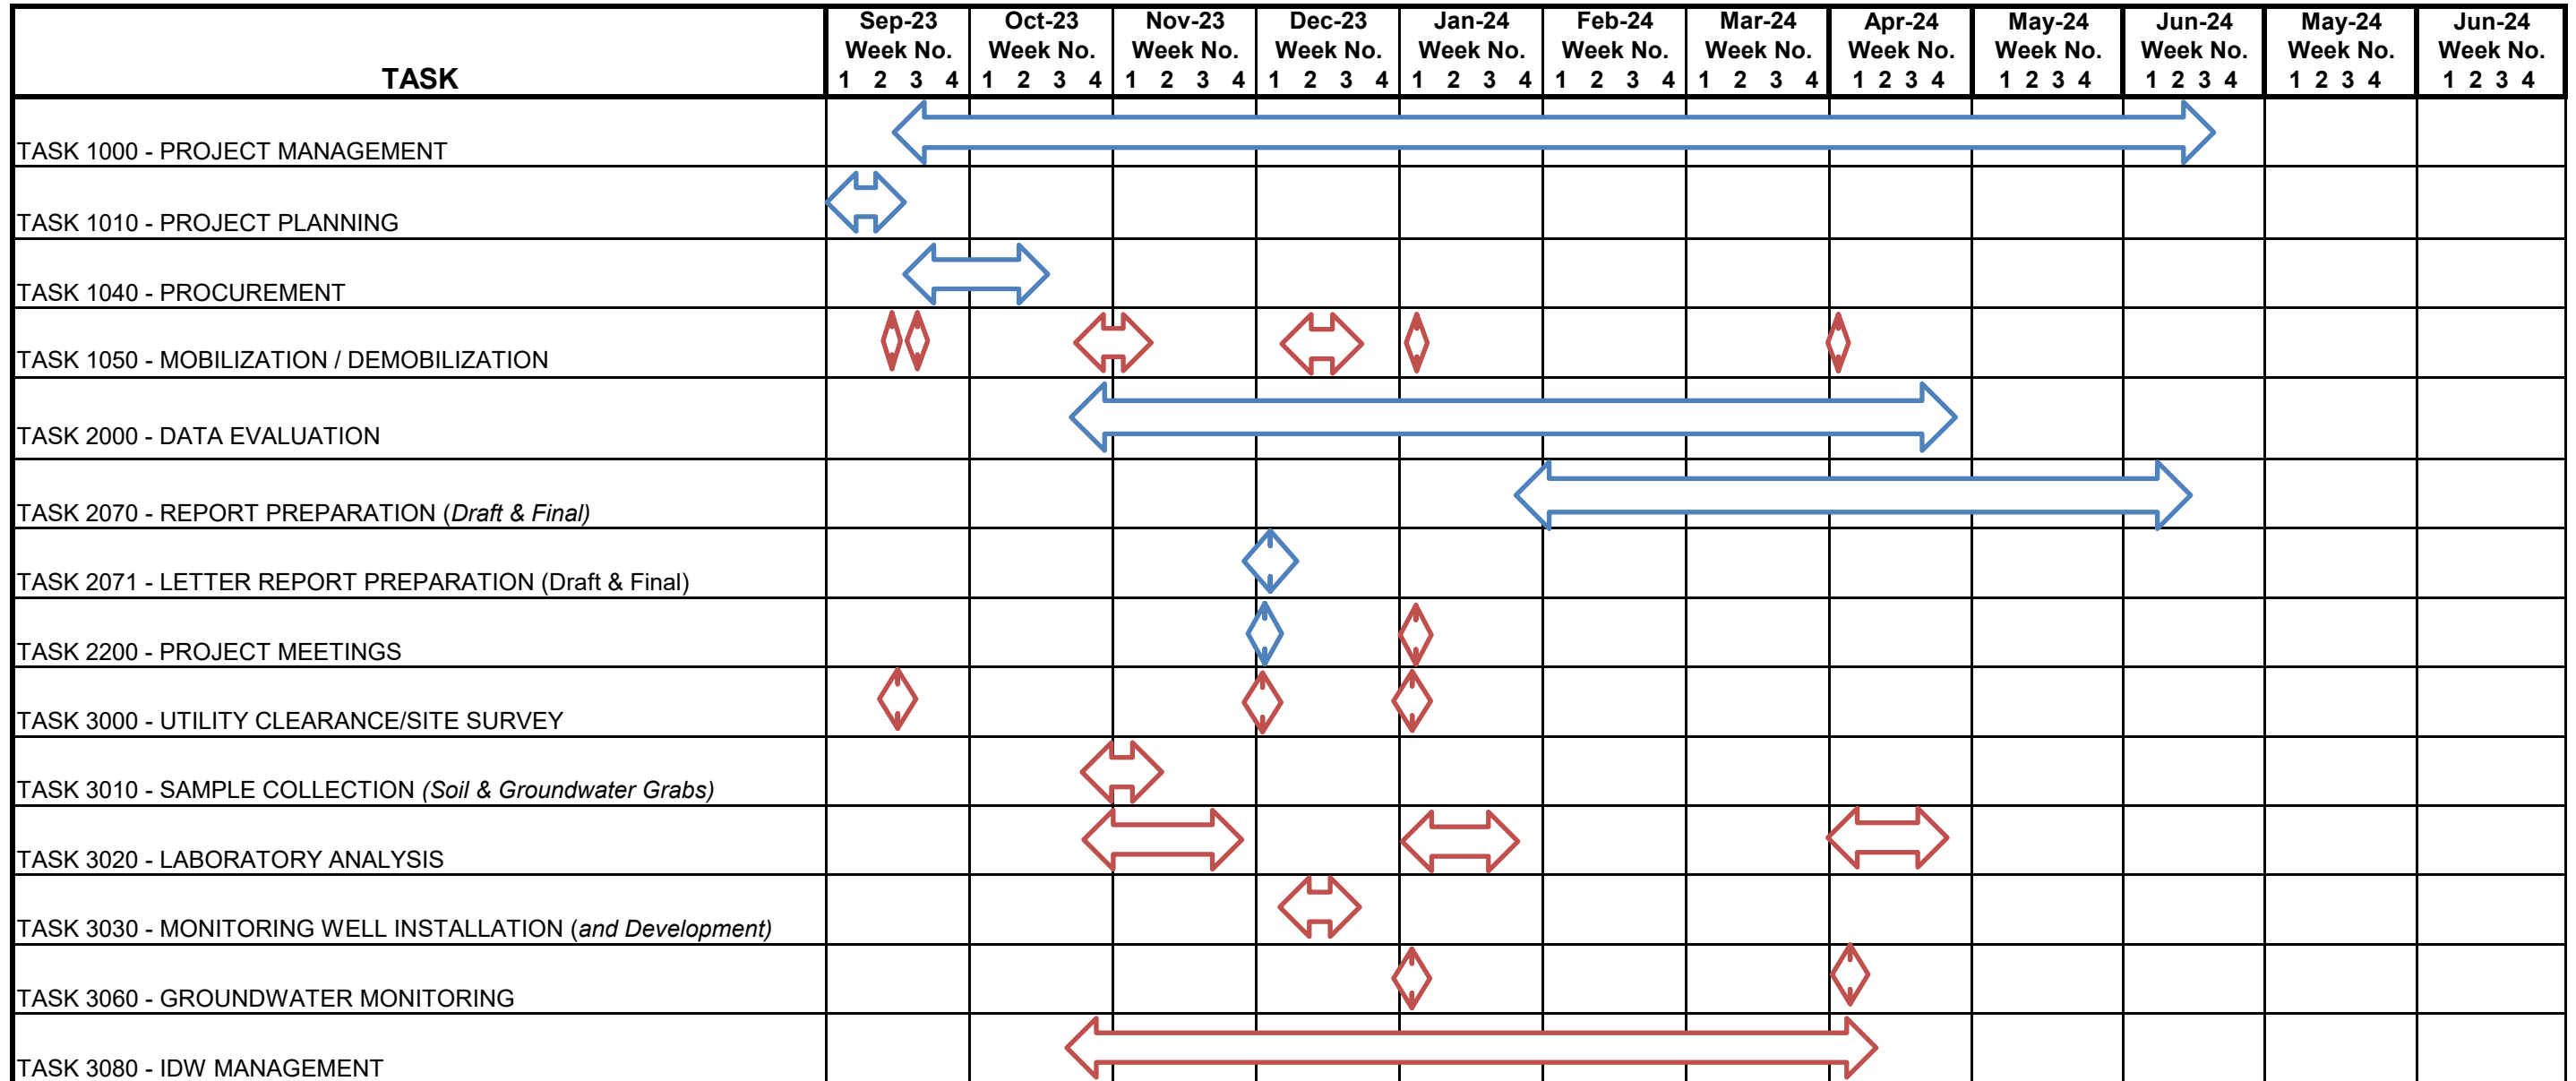 Sep-23 Oct-23 Nov-23 Dec-23 Jan-24 Feb-24 Mar-24 Apr-24 May-24 Jun-24 May-24 Jun-24
Week No. Week No. Week No. Week No. Week No. Week No. Week No. Week No. Week No. Week No. Week No. Week No.
TASK 1 2 3 4 1 2 3 4 1 2 3 4 1 2 3 4 1 2 3 4 1 2 3 4 1 2 3 4 1 2 3 4 1 2 3 4 1 2 3 4 1 2 3 4 1 2 3 4
TASK 1000 - PROJECT MANAGEMENT
TASK 1010 - PROJECT PLANNING
TASK 1040 - PROCUREMENT
TASK 1050 - MOBILIZATION / DEMOBILIZATION
TASK 2000 - DATA EVALUATION
TASK 2070 - REPORT PREPARATION (Draft & Final)
TASK 2071 - LETTER REPORT PREPARATION (Draft & Final)
TASK 2200 - PROJECT MEETINGS
TASK 3000 - UTILITY CLEARANCE/SITE SURVEY
TASK 3010 - SAMPLE COLLECTION (Soil & Groundwater Grabs)
TASK 3020 - LABORATORY ANALYSIS
TASK 3030 - MONITORING WELL INSTALLATION (and Development)
TASK 3060 - GROUNDWATER MONITORING
TASK 3080 - IDW MANAGEMENT